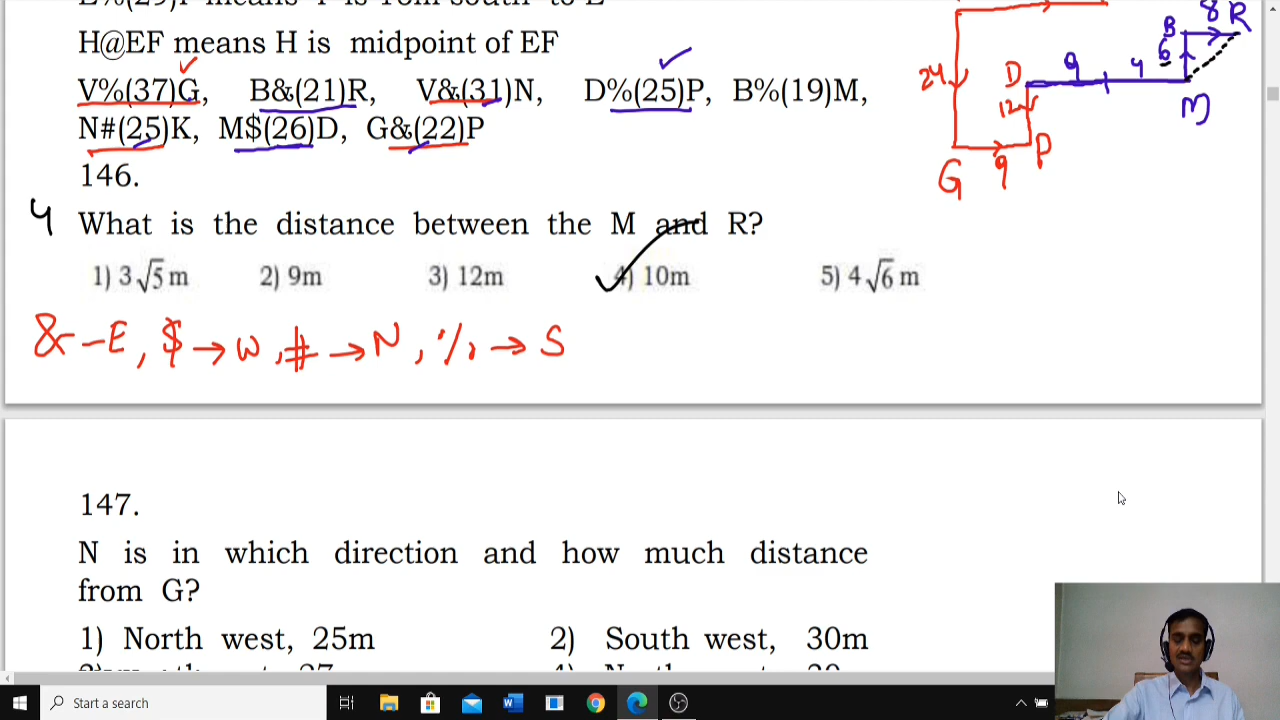 H@EF means H is midpoint of EF
V%(37)G, B&(21)R, V&(31)N, D%(25)P, B%(19)M,
N#(25)K, M$(26)D, G&(22)P
146.
4 What is the distance between the M and R?
1) 3√5 m 2) 9m 3) 12m 4) 10m 5) 4√6 m
& – E, $ → W, # → N, % → S
8 R
B
6
24 D 9 4
12 M
P
G 9
147.
N is in which direction and how much distance
from G?
1) North west, 25m 2) South west, 30m
Start a search